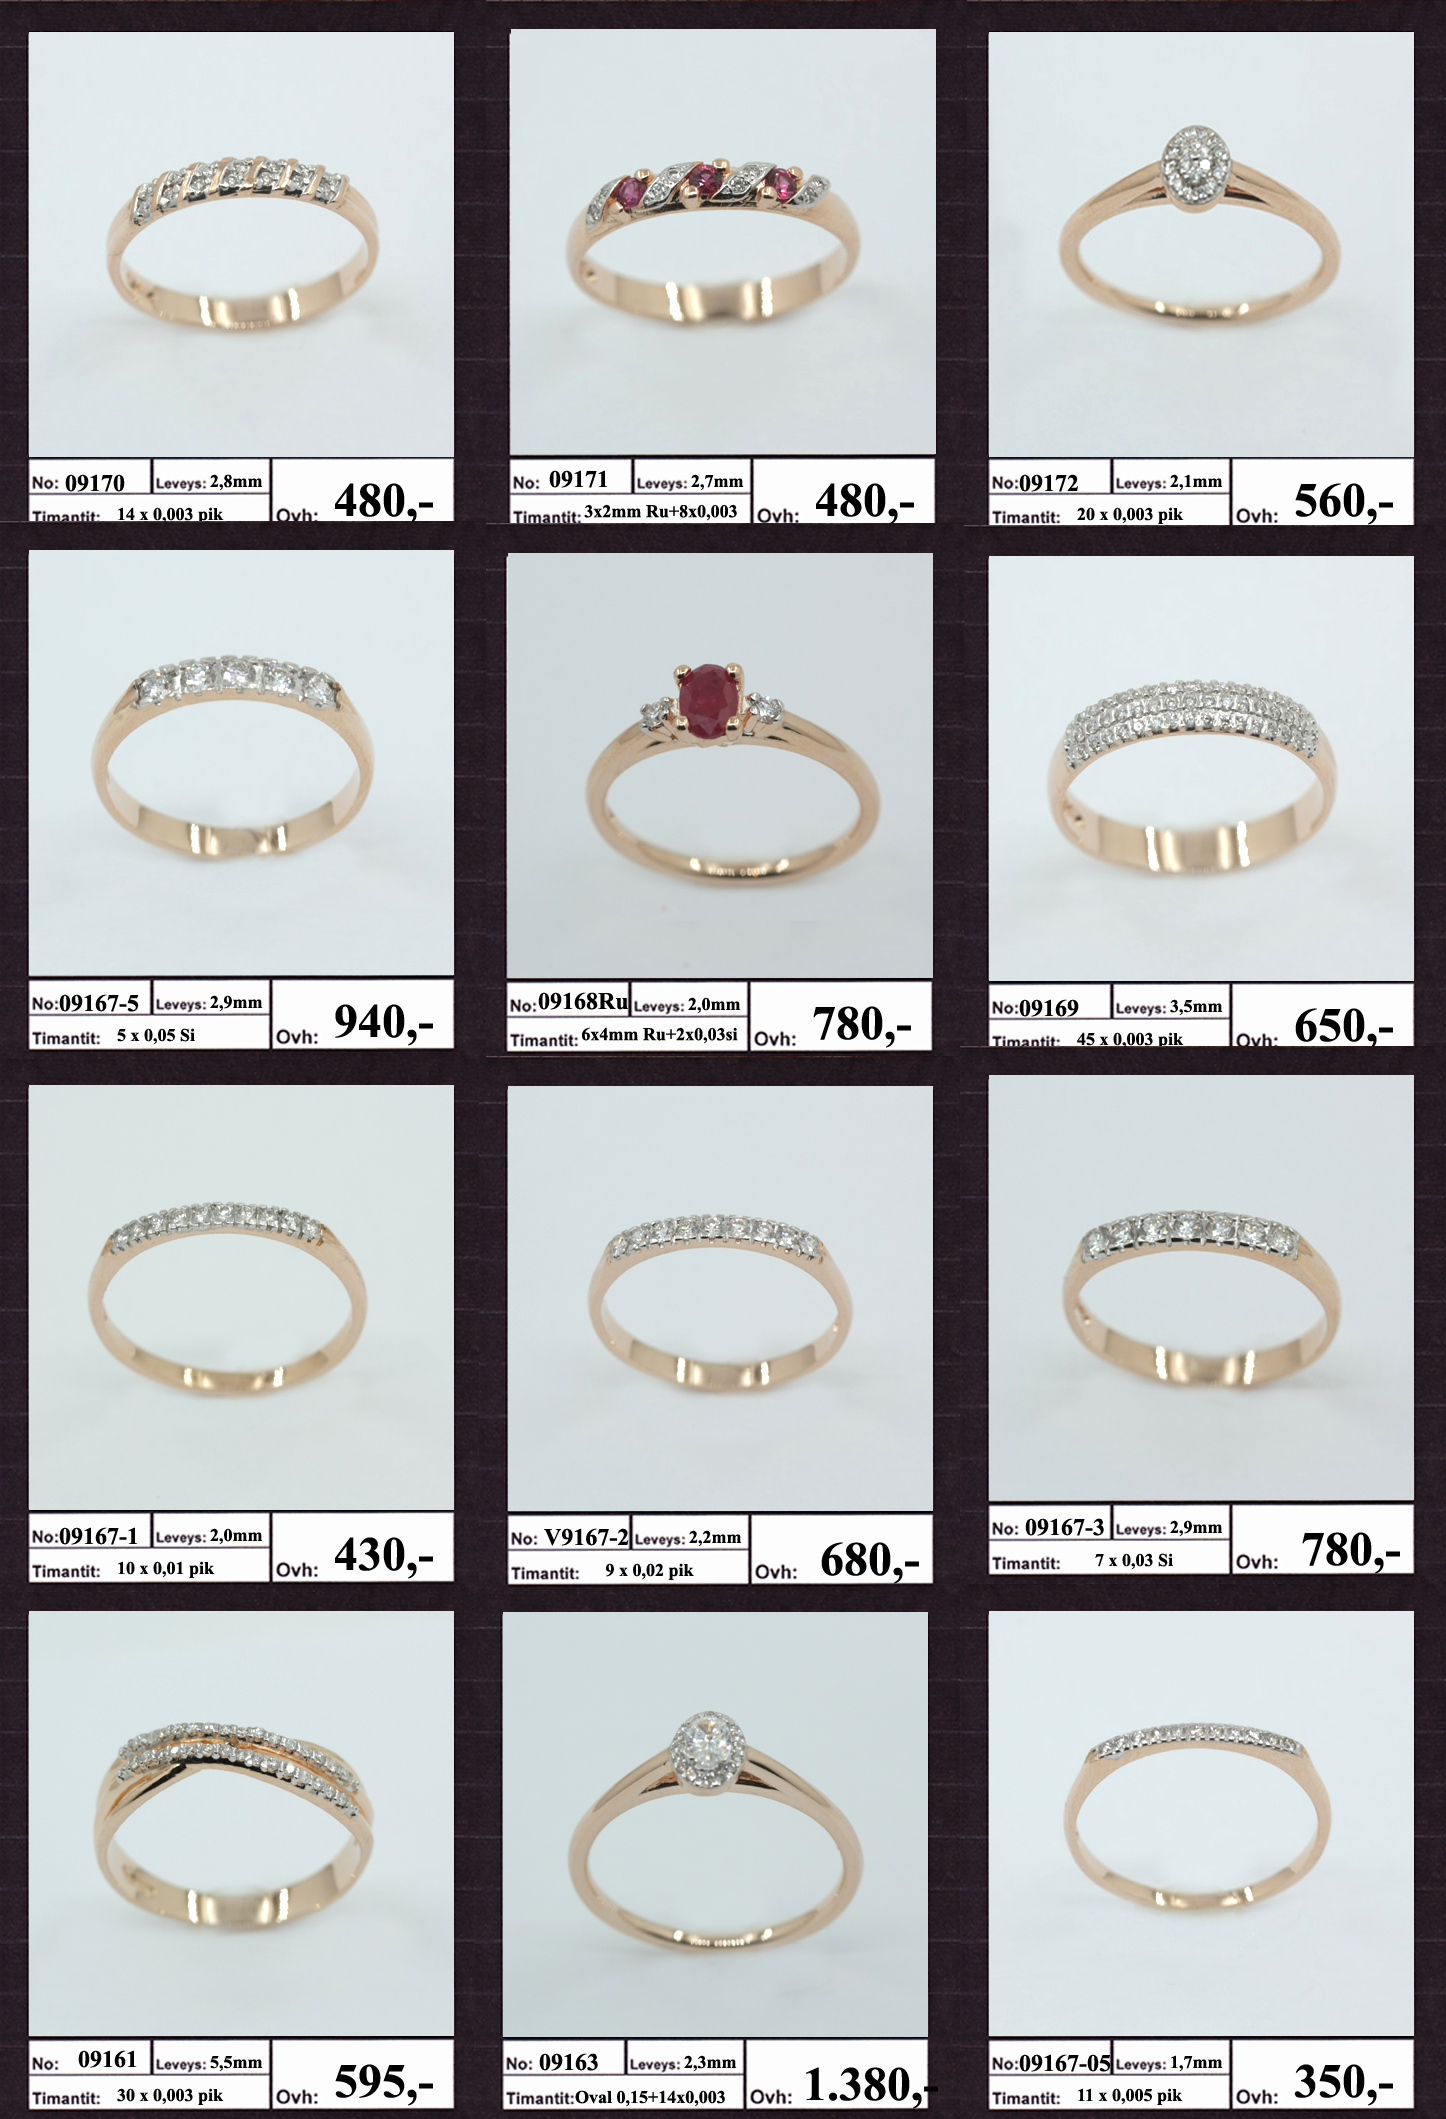 No: 09170 Leveys: 2,8mm
Timantit: 14 x 0,003 pik Ovh: 480,-
No: 09171 Leveys: 2,7mm
Timantit: 3x2mm Ru+8x0,003 Ovh: 480,-
No:09172 Leveys: 2,1mm
Timantit: 20 x 0,003 pik Ovh: 560,-
No:09167-5 Leveys: 2,9mm
Timantit: 5 x 0,05 Si Ovh: 940,-
No:09168Ru Leveys: 2,0mm
Timantit: 6x4mm Ru+2x0,03si Ovh: 780,-
No:09169 Leveys: 3,5mm
Timantit: 45 x 0,003 pik Ovh: 650,-
No:09167-1 Leveys: 2,0mm
Timantit: 10 x 0,01 pik Ovh: 430,-
No: V9167-2 Leveys: 2,2mm
Timantit: 9 x 0,02 pik Ovh: 680,-
No: 09167-3 Leveys: 2,9mm
Timantit: 7 x 0,03 Si Ovh: 780,-
No: 09161 Leveys: 5,5mm
Timantit: 30 x 0,003 pik Ovh: 595,-
No: 09163 Leveys: 2,3mm
Timantit:Oval 0,15+14x0,003 Ovh: 1.380,-
No:09167-05 Leveys: 1,7mm
Timantit: 11 x 0,005 pik Ovh: 350,-